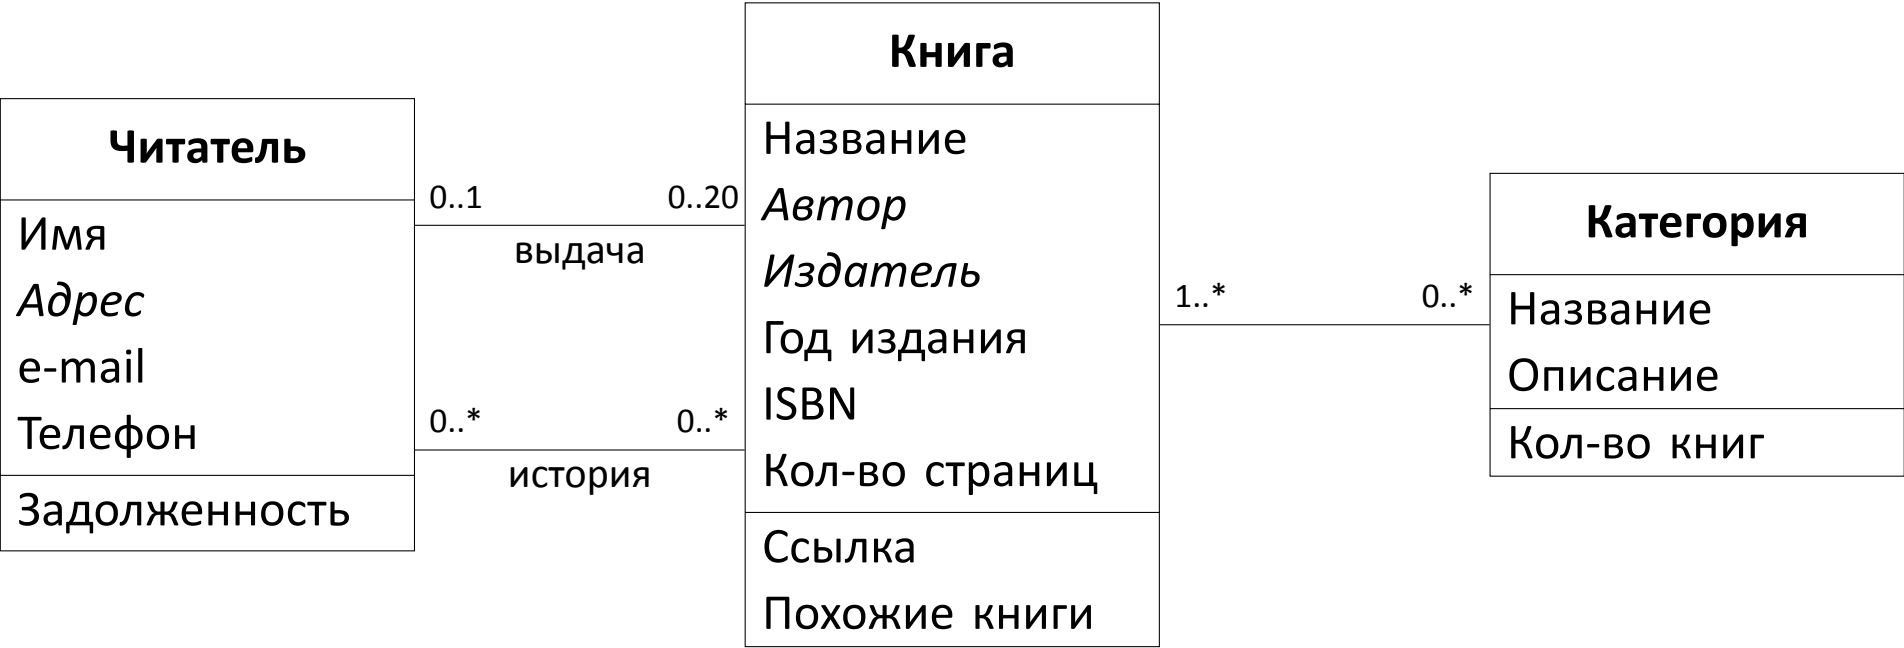 Читатель
Имя
Адрес
e-mail
Телефон
Задолженность
0..1
0..20
выдача
0..*
0..*
история
Книга
Название
Автор
Издатель
Год издания
ISBN
Кол-во страниц
Ссылка
Похожие книги
1..*
0..*
Категория
Название
Описание
Кол-во книг